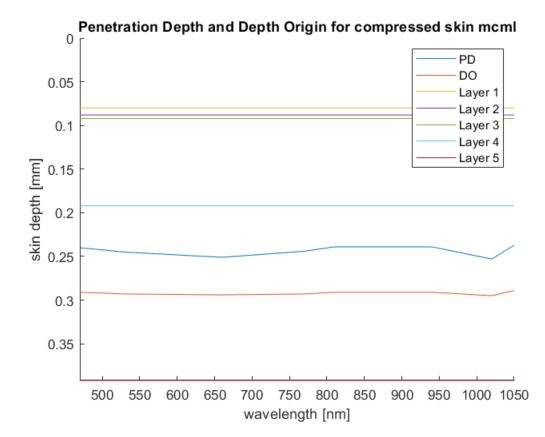 Penetration Depth and Depth Origin for compressed skin mcml
0
0.05
0.1
0.15
0.2
0.25
0.3
0.35
skin depth [mm]
PD
DO
Layer 1
Layer 2
Layer 3
Layer 4
Layer 5
500 550 600 650 700 750 800 850 900 950 1000 1050
wavelength [nm]